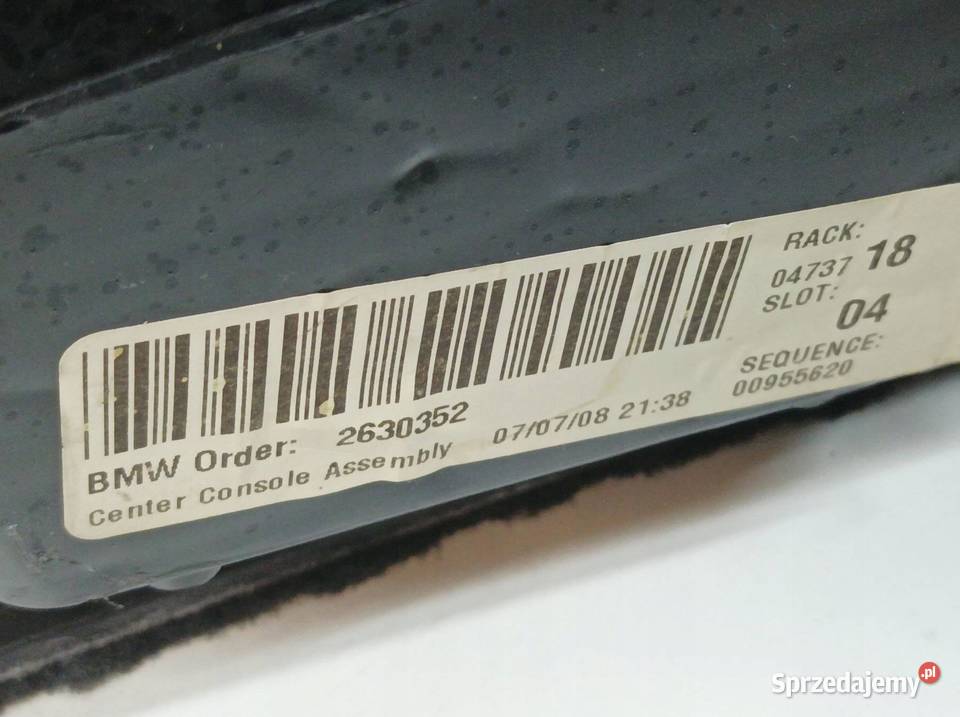 RACK:
04737 18
SLOT:
04
SEQUENCE:
00955620
BMW Order: 2630352
Center Console Assembly 07/07/08 21:38
Sprzedajemy.pl